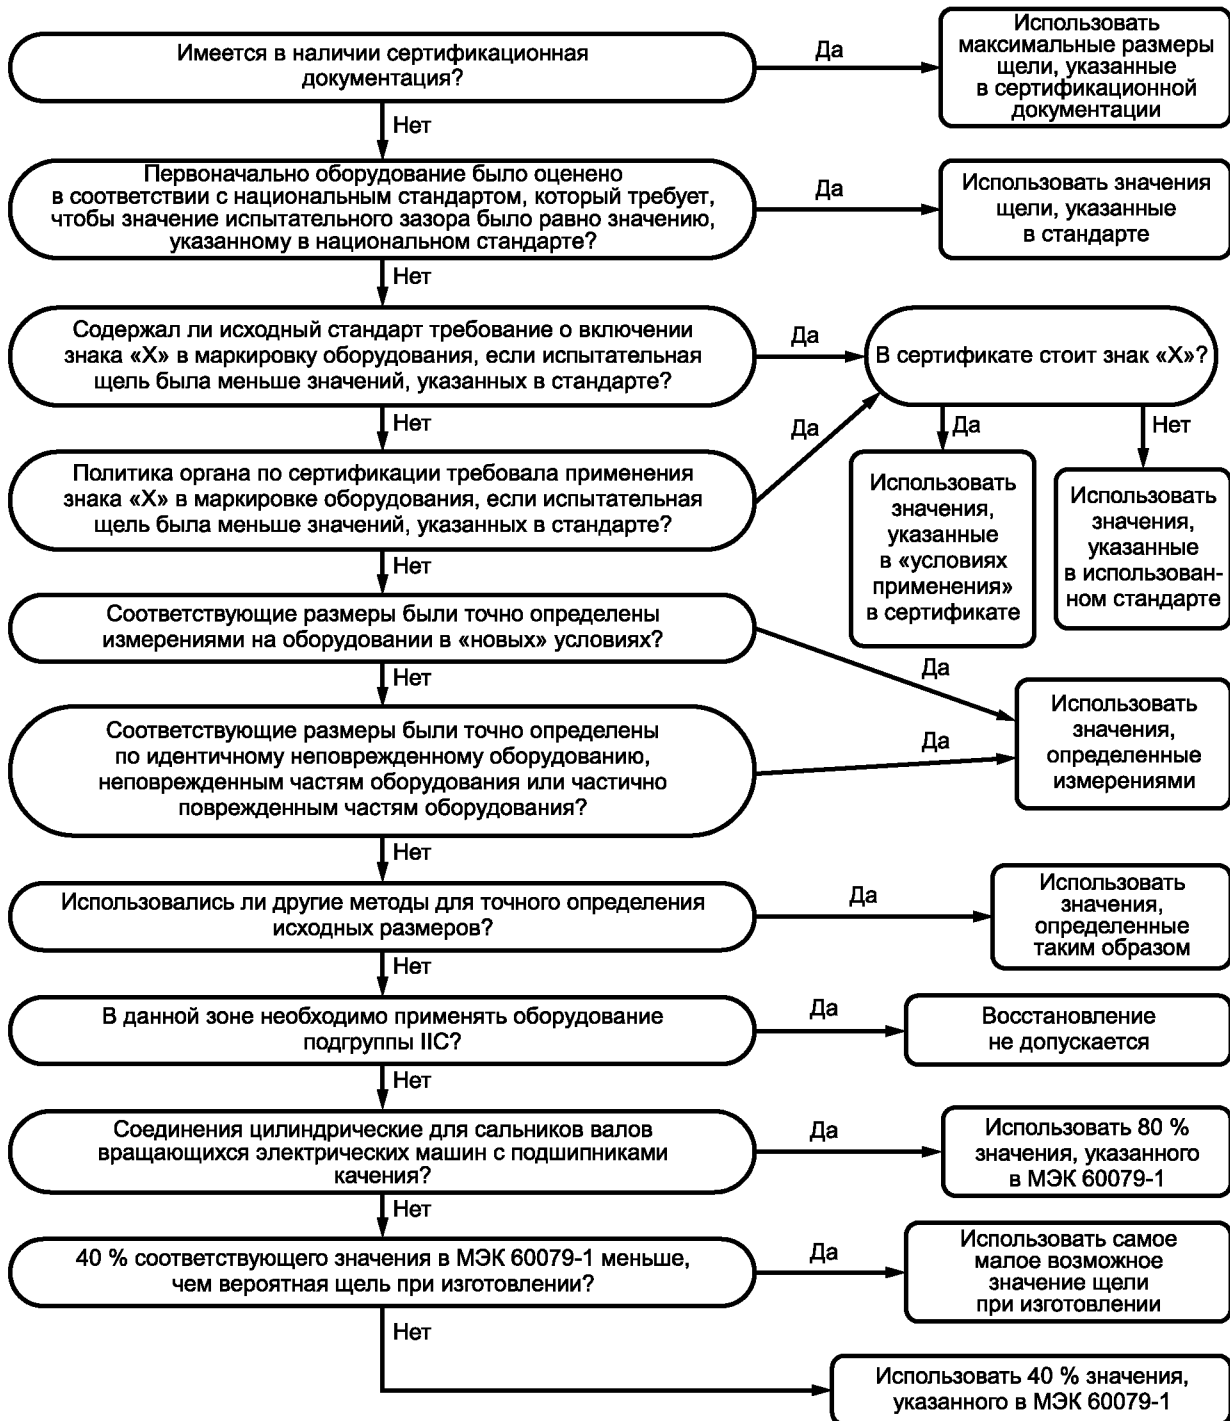 Имеется в наличии сертификационная
документация?
Да
Использовать
максимальные размеры
щели, указанные
в сертификационной
документации
Нет
Первоначально оборудование было оценено
в соответствии с национальным стандартом, который требует,
чтобы значение испытательного зазора было равно значению,
указанному в национальном стандарте?
Да
Использовать значения
щели, указанные
в стандарте
Нет
Содержал ли исходный стандарт требование о включении
знака «Х» в маркировку оборудования, если испытательная
щель была меньше значений, указанных в стандарте?
Да
В сертификате стоит знак «Х»?
Нет
Да
Да
Нет
Политика органа по сертификации требовала применения
знака «Х» в маркировке оборудования, если испытательная
щель была меньше значений, указанных в стандарте?
Использовать
значения,
указанные
в «условиях
применения»
в сертификате
Использовать
значения,
указанные
в использован-
ном стандарте
Нет
Соответствующие размеры были точно определены
измерениями на оборудовании в «новых» условиях?
Да
Нет
Соответствующие размеры были точно определены
по идентичному неповрежденному оборудованию,
неповрежденным частям оборудования или частично
поврежденным частям оборудования?
Да
Использовать
значения,
определенные
измерениями
Нет
Использовались ли другие методы для точного определения
исходных размеров?
Да
Использовать
значения,
определенные
таким образом
Нет
В данной зоне необходимо применять оборудование
подгруппы IIC?
Да
Восстановление
не допускается
Нет
Соединения цилиндрические для сальников валов
вращающихся электрических машин с подшипниками
качения?
Да
Использовать 80 %
значения, указанного
в МЭК 60079-1
Нет
40 % соответствующего значения в МЭК 60079-1 меньше,
чем вероятная щель при изготовлении?
Да
Использовать самое
малое возможное
значение щели
при изготовлении
Нет
Использовать 40 % значения,
указанного в МЭК 60079-1